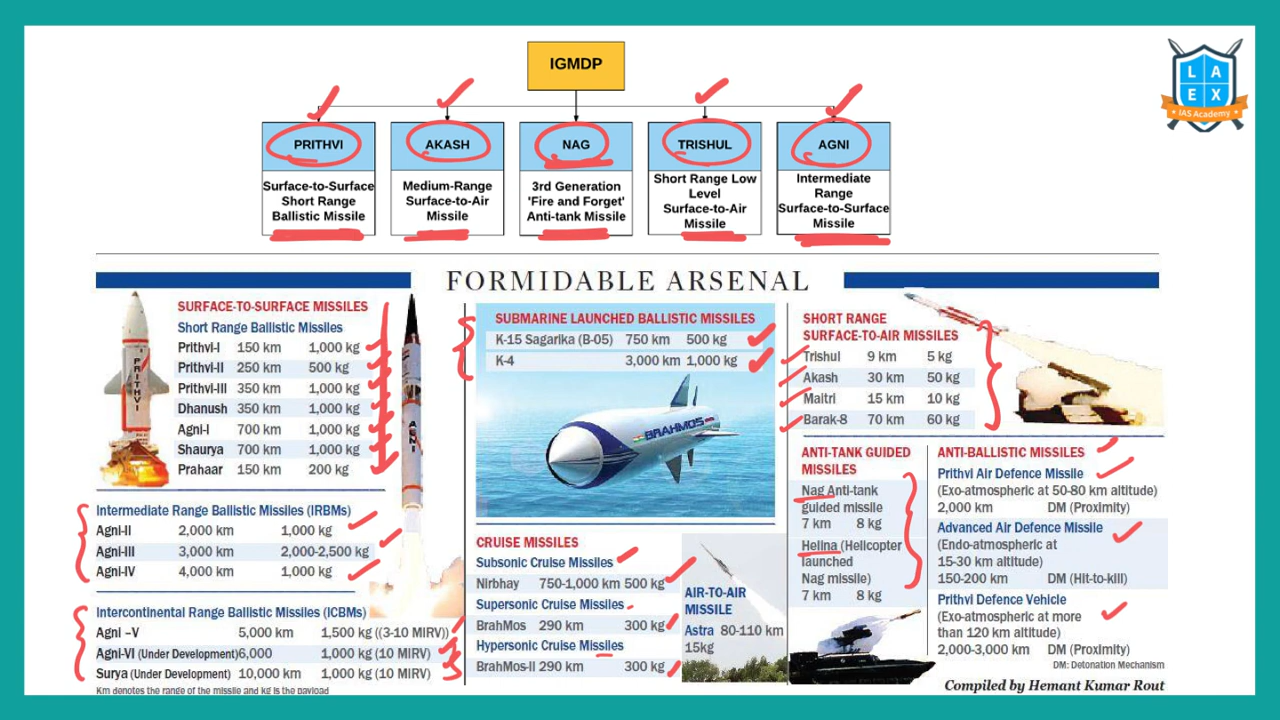 IGMDP
L A
E X
IAS Academy
PRITHVI
Surface-to-Surface
Short Range
Ballistic Missile
AKASH
Medium-Range
Surface-to-Air
Missile
NAG
3rd Generation
'Fire and Forget'
Anti-tank Missile
TRISHUL
Short Range Low
Level
Surface-to-Air
Missile
AGNI
Intermediate
Range
Surface-to-Surface
Missile
FORMIDABLE ARSENAL
PRITHVI
SURFACE-TO-SURFACE MISSILES
Short Range Ballistic Missiles
Prithvi-I 150 km 1,000 kg
Prithvi-II 250 km 500 kg
Prithvi-III 350 km 1,000 kg
Dhanush 350 km 1,000 kg
Agni-I 700 km 1,000 kg
Shaurya 700 km 1,000 kg
Prahaar 150 km 200 kg
AGNI
Intermediate Range Ballistic Missiles (IRBMs)
Agni-II 2,000 km 1,000 kg
Agni-III 3,000 km 2,000-2,500 kg
Agni-IV 4,000 km 1,000 kg
Intercontinental Range Ballistic Missiles (ICBMs)
Agni –V 5,000 km 1,500 kg ((3-10 MIRV))
Agni-VI (Under Development) 6,000 1,000 kg (10 MIRV)
Surya (Under Development) 10,000 km 1,000 kg (10 MIRV)
Km denotes the range of the missile and kg is the payload
SUBMARINE LAUNCHED BALLISTIC MISSILES
K-15 Sagarika (B-05) 750 km 500 kg
K-4 3,000 km 1,000 kg
BRAHMOS
CRUISE MISSILES
Subsonic Cruise Missiles
Nirbhay 750-1,000 km 500 kg
Supersonic Cruise Missiles
BrahMos 290 km 300 kg
Hypersonic Cruise Missiles
BrahMos-II 290 km 300 kg
AIR-TO-AIR
MISSILE
Astra 80-110 km
15kg
SHORT RANGE
SURFACE-TO-AIR MISSILES
Trishul 9 km 5 kg
Akash 30 km 50 kg
Maitri 15 km 10 kg
Barak-8 70 km 60 kg
ANTI-TANK GUIDED
MISSILES
Nag Anti-tank
guided missile
7 km 8 kg
Helina (Helicopter
launched
Nag missile)
7 km 8 kg
ANTI-BALLISTIC MISSILES
Prithvi Air Defence Missile
(Exo-atmospheric at 50-80 km altitude)
2,000 km DM (Proximity)
Advanced Air Defence Missile
(Endo-atmospheric at
15-30 km altitude)
150-200 km DM (Hit-to-kill)
Prithvi Defence Vehicle
(Exo-atmospheric at more
than 120 km altitude)
2,000-3,000 km DM (Proximity)
DM: Detonation Mechanism
Compiled by Hemant Kumar Rout